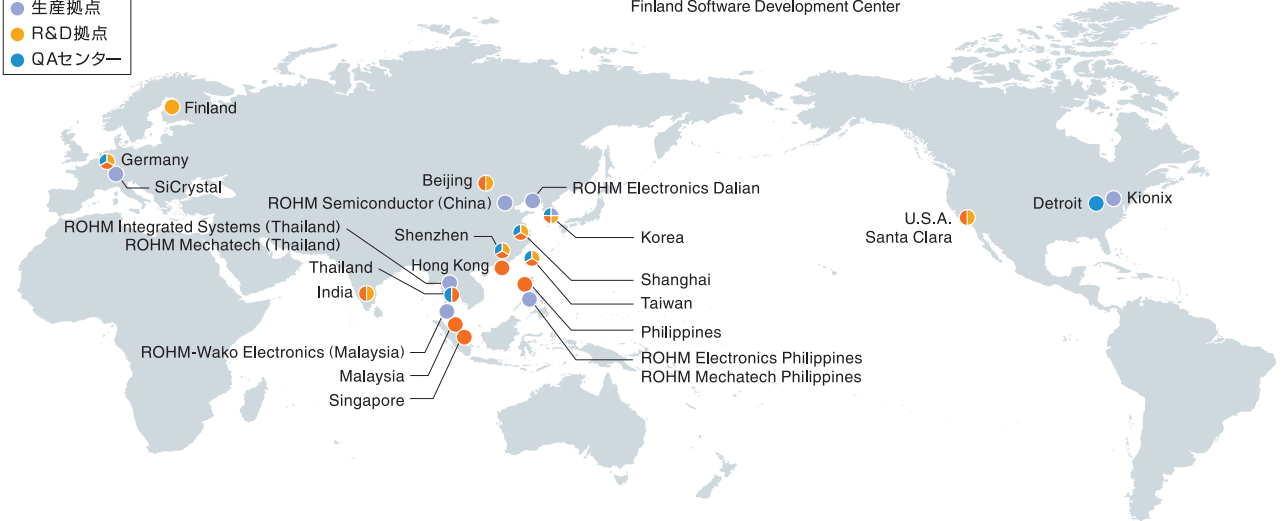 Finland Software Development Center
生産拠点
R&D拠点
QAセンター
Finland
Germany
SiCrystal
Beijing
ROHM Electronics Dalian
ROHM Semiconductor (China)
ROHM Integrated Systems (Thailand)
ROHM Mechatech (Thailand)
Shenzhen
Korea
Hong Kong
Thailand
India
Shanghai
Taiwan
Philippines
ROHM-Wako Electronics (Malaysia)
ROHM Electronics Philippines
ROHM Mechatech Philippines
Malaysia
Singapore
U.S.A.
Santa Clara
Detroit
Kionix